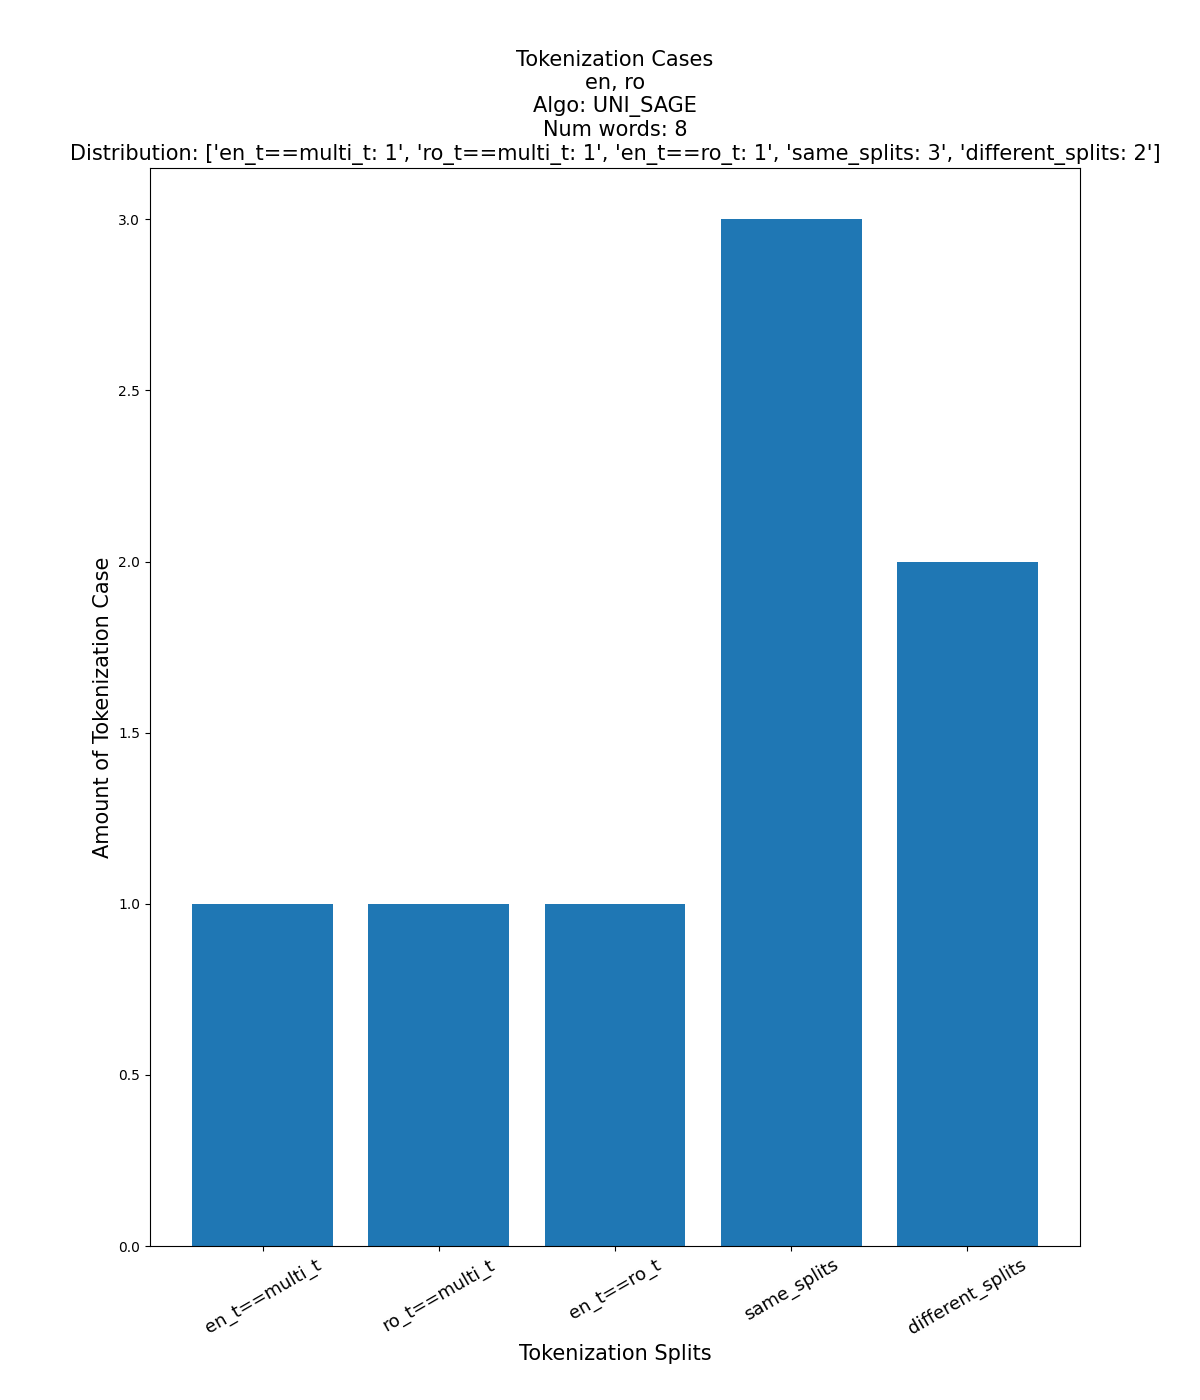 Tokenization Cases
en, ro
Algo: UNI_SAGE
Num words: 8
Distribution: ['en_t==multi_t: 1', 'ro_t==multi_t: 1', 'en_t==ro_t: 1', 'same_splits: 3', 'different_splits: 2']
3.0
2.5
2.0
1.5
1.0
0.5
0.0
Amount of Tokenization Case
en_t==multi_t
ro_t==multi_t
en_t==ro_t
same_splits
different_splits
Tokenization Splits